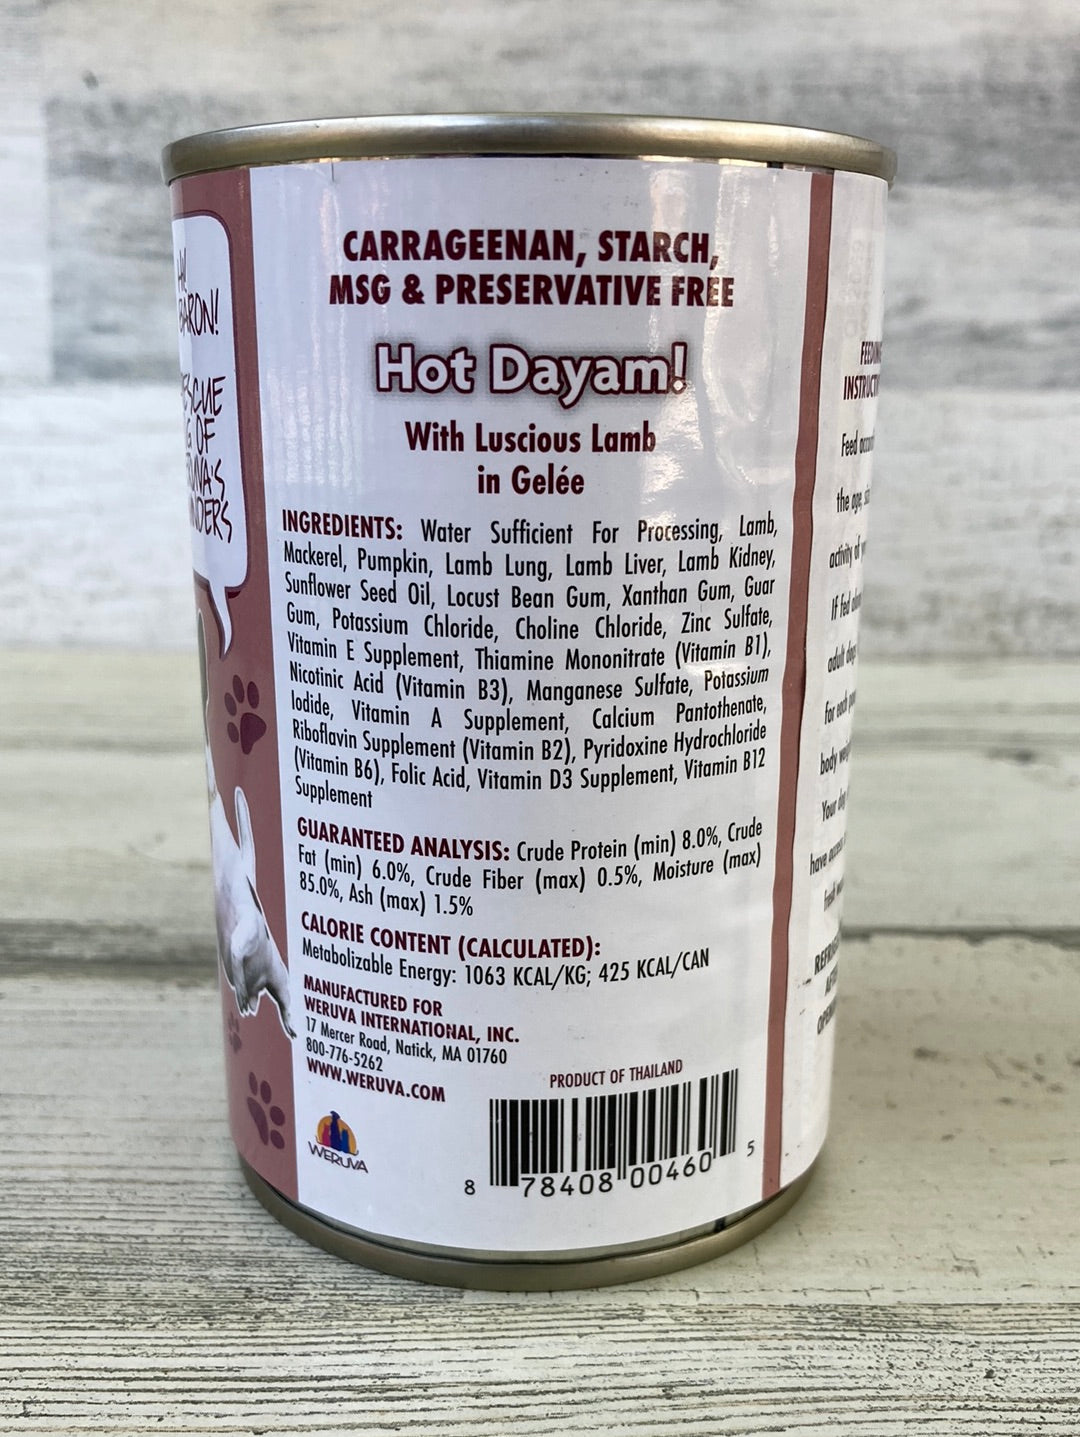 HI,
BARON!
OF
CARRAGEENAN, STARCH,
MSG & PRESERVATIVE FREE
Hot Dayam!
With Luscious Lamb
in Gelée
INGREDIENTS: Water Sufficient For Processing, Lamb,
Mackerel, Pumpkin, Lamb Lung, Lamb Liver, Lamb Kidney,
Sunflower Seed Oil, Locust Bean Gum, Xanthan Gum, Guar
Gum, Potassium Chloride, Choline Chloride, Zinc Sulfate,
Vitamin E Supplement, Thiamine Mononitrate (Vitamin B1),
Nicotinic Acid (Vitamin B3), Manganese Sulfate, Potassium
Iodide, Vitamin A Supplement, Calcium Pantothenate,
Riboflavin Supplement (Vitamin B2), Pyridoxine Hydrochloride
(Vitamin B6), Folic Acid, Vitamin D3 Supplement, Vitamin B12
Supplement
GUARANTEED ANALYSIS: Crude Protein (min) 8.0%, Crude
Fat (min) 6.0%, Crude Fiber (max) 0.5%, Moisture (max)
85.0%, Ash (max) 1.5%
CALORIE CONTENT (CALCULATED):
Metabolizable Energy: 1063 KCAL/KG; 425 KCAL/CAN
MANUFACTURED FOR
WERUVA INTERNATIONAL, INC.
17 Mercer Road, Natick, MA 01760
800-776-5262
WWW.WERUVA.COM
PRODUCT OF THAILAND
WERUVA
8 78408 00460 5
Feed
the age,
activity of
If fed
adult dogs
for each
body
Your
have